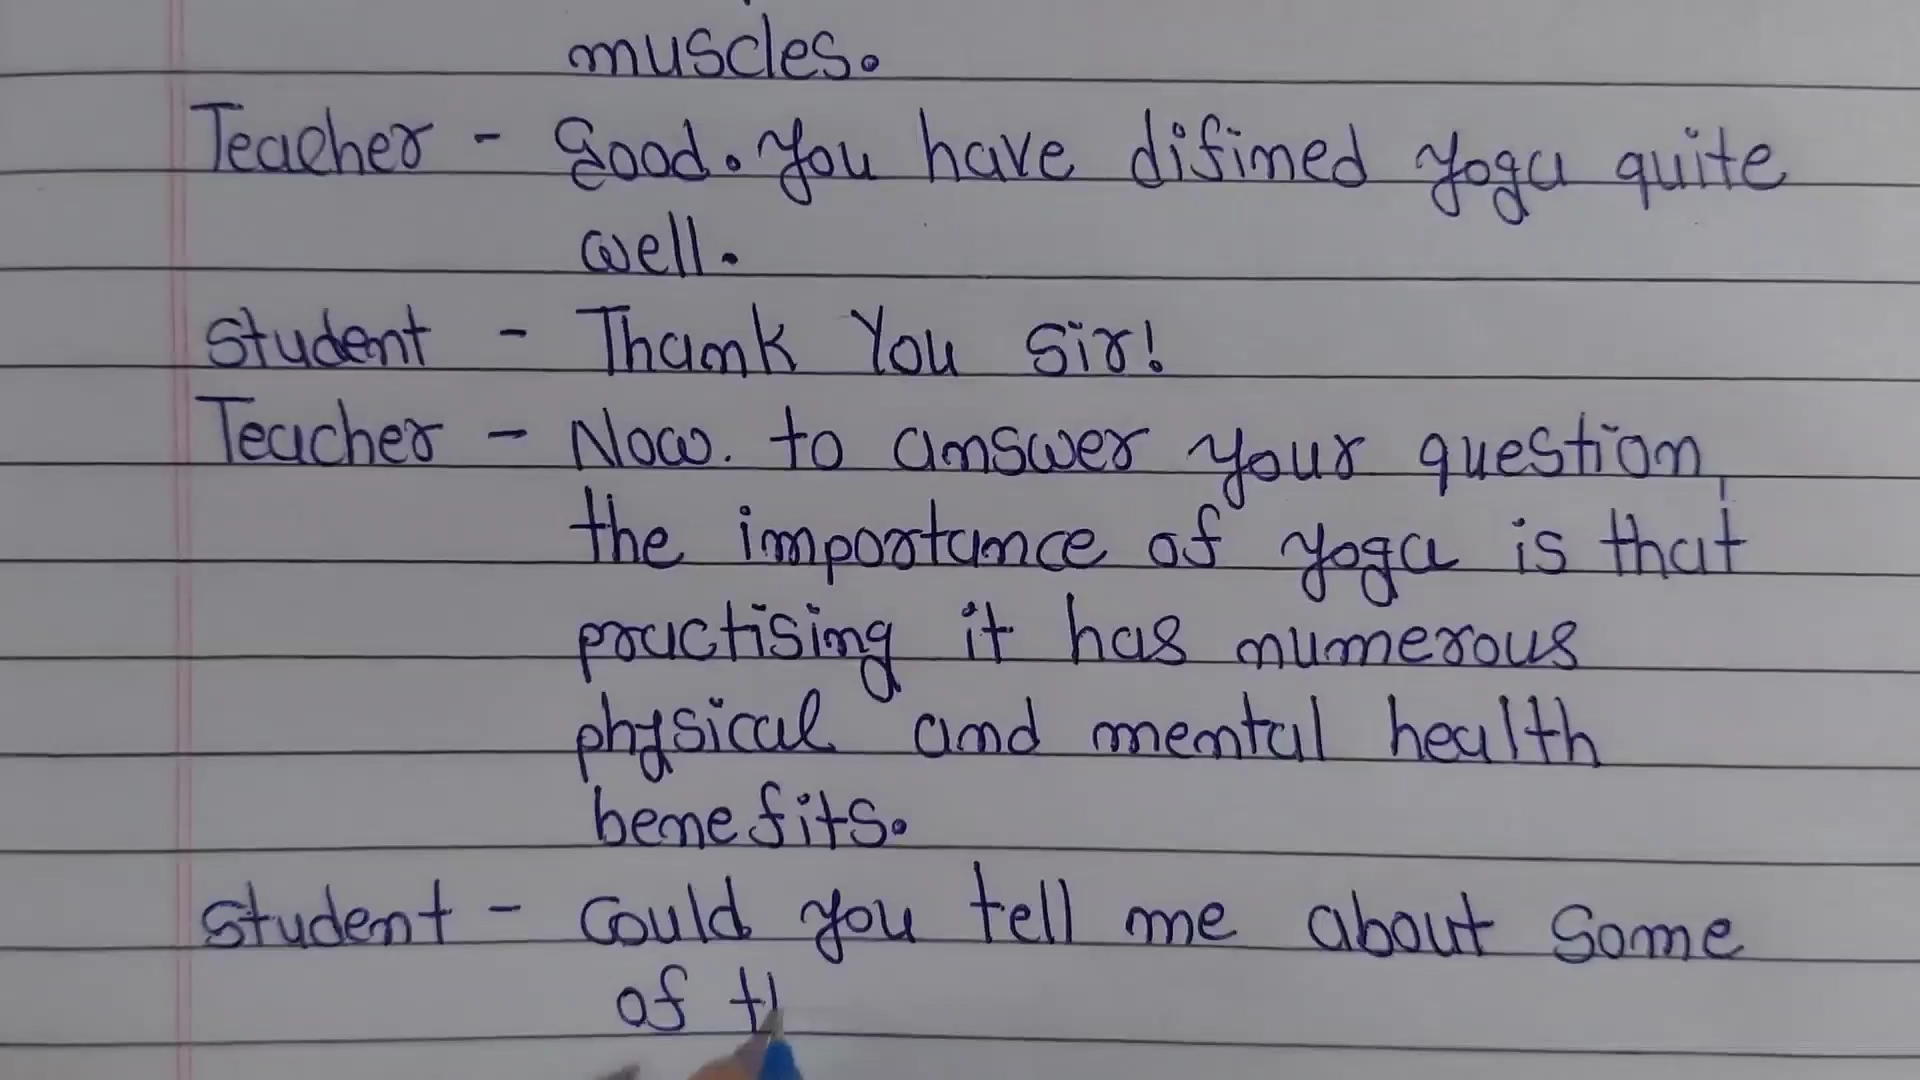 muscles.
Teacher - Good. You have difined yoga quite
well.
Student - Thank You Sir!
Teacher - Now. to answer your question,
the importance of yoga is that
practising it has numerous
physical and mental health
benefits.
Student - Could you tell me about Some
of th